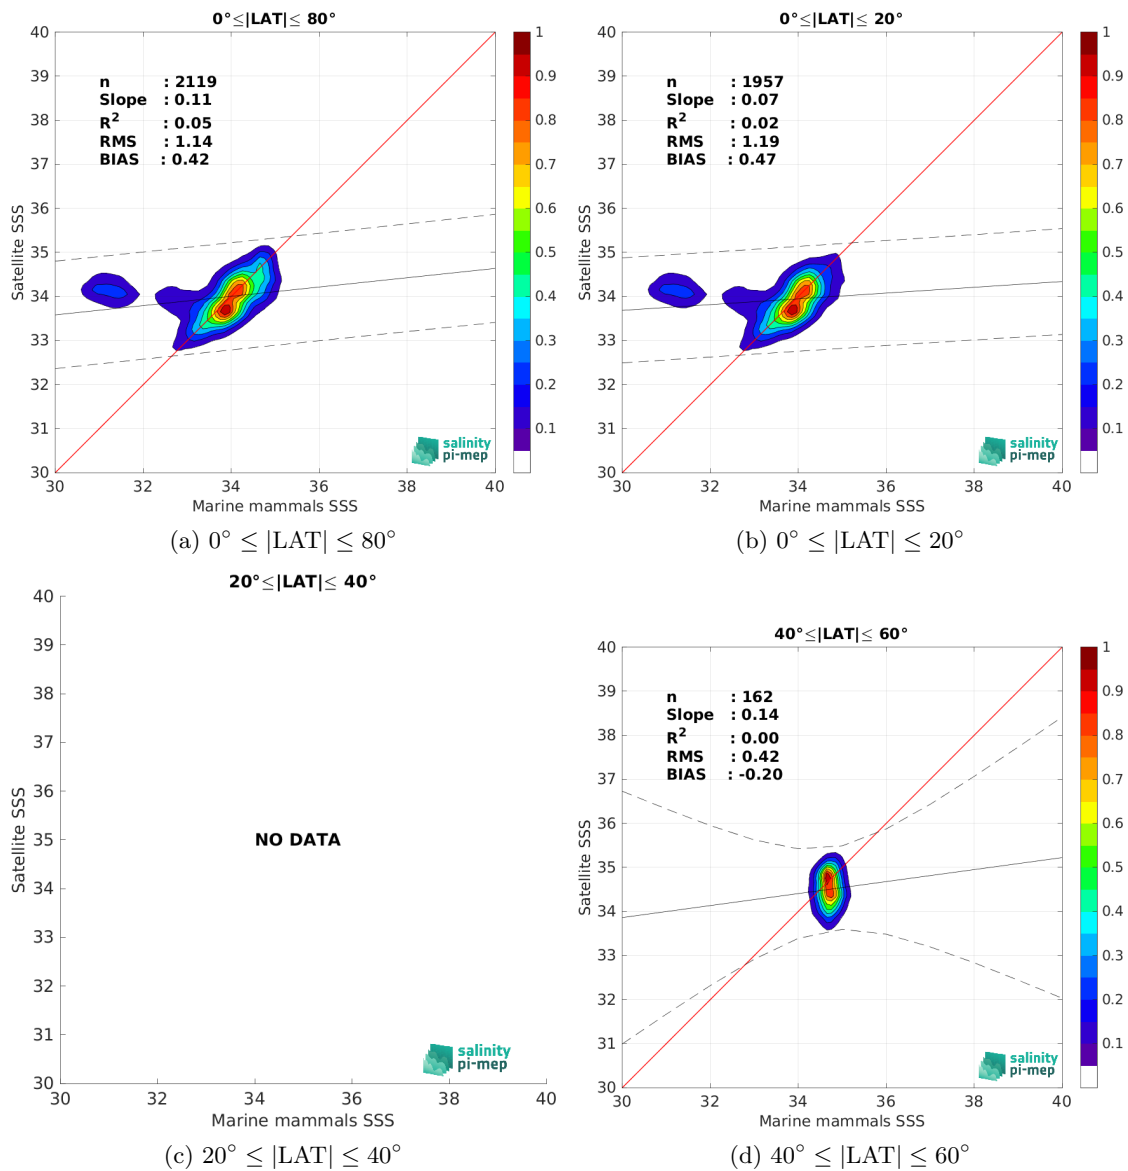 0°≤|LAT|≤ 80°
40
39
38
37
36
35
34
33
32
31
30
Satellite SSS
n : 2119
Slope : 0.11
R² : 0.05
RMS : 1.14
BIAS : 0.42
1
0.9
0.8
0.7
0.6
0.5
0.4
0.3
0.2
0.1
salinity
pi-mep
30 32 34 36 38 40
Marine mammals SSS
(a) 0° ≤ |LAT| ≤ 80°
0°≤|LAT|≤ 20°
40
39
38
37
36
35
34
33
32
31
30
Satellite SSS
n : 1957
Slope : 0.07
R² : 0.02
RMS : 1.19
BIAS : 0.47
1
0.9
0.8
0.7
0.6
0.5
0.4
0.3
0.2
0.1
salinity
pi-mep
30 32 34 36 38 40
Marine mammals SSS
(b) 0° ≤ |LAT| ≤ 20°
20°≤|LAT|≤ 40°
40
39
38
37
36
35
34
33
32
31
30
Satellite SSS
NO DATA
salinity
pi-mep
30 32 34 36 38 40
Marine mammals SSS
(c) 20° ≤ |LAT| ≤ 40°
40°≤|LAT|≤ 60°
40
39
38
37
36
35
34
33
32
31
30
Satellite SSS
n : 162
Slope : 0.14
R² : 0.00
RMS : 0.42
BIAS : -0.20
1
0.9
0.8
0.7
0.6
0.5
0.4
0.3
0.2
0.1
salinity
pi-mep
30 32 34 36 38 40
Marine mammals SSS
(d) 40° ≤ |LAT| ≤ 60°